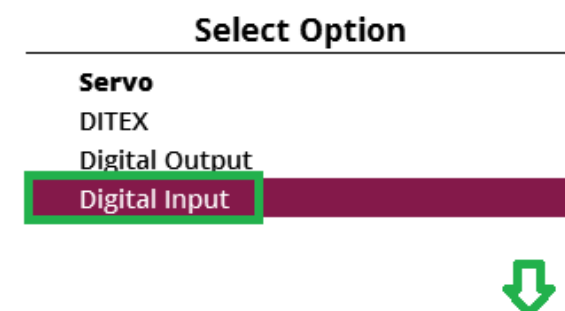 Select Option
Servo
DITEX
Digital Output
Digital Input